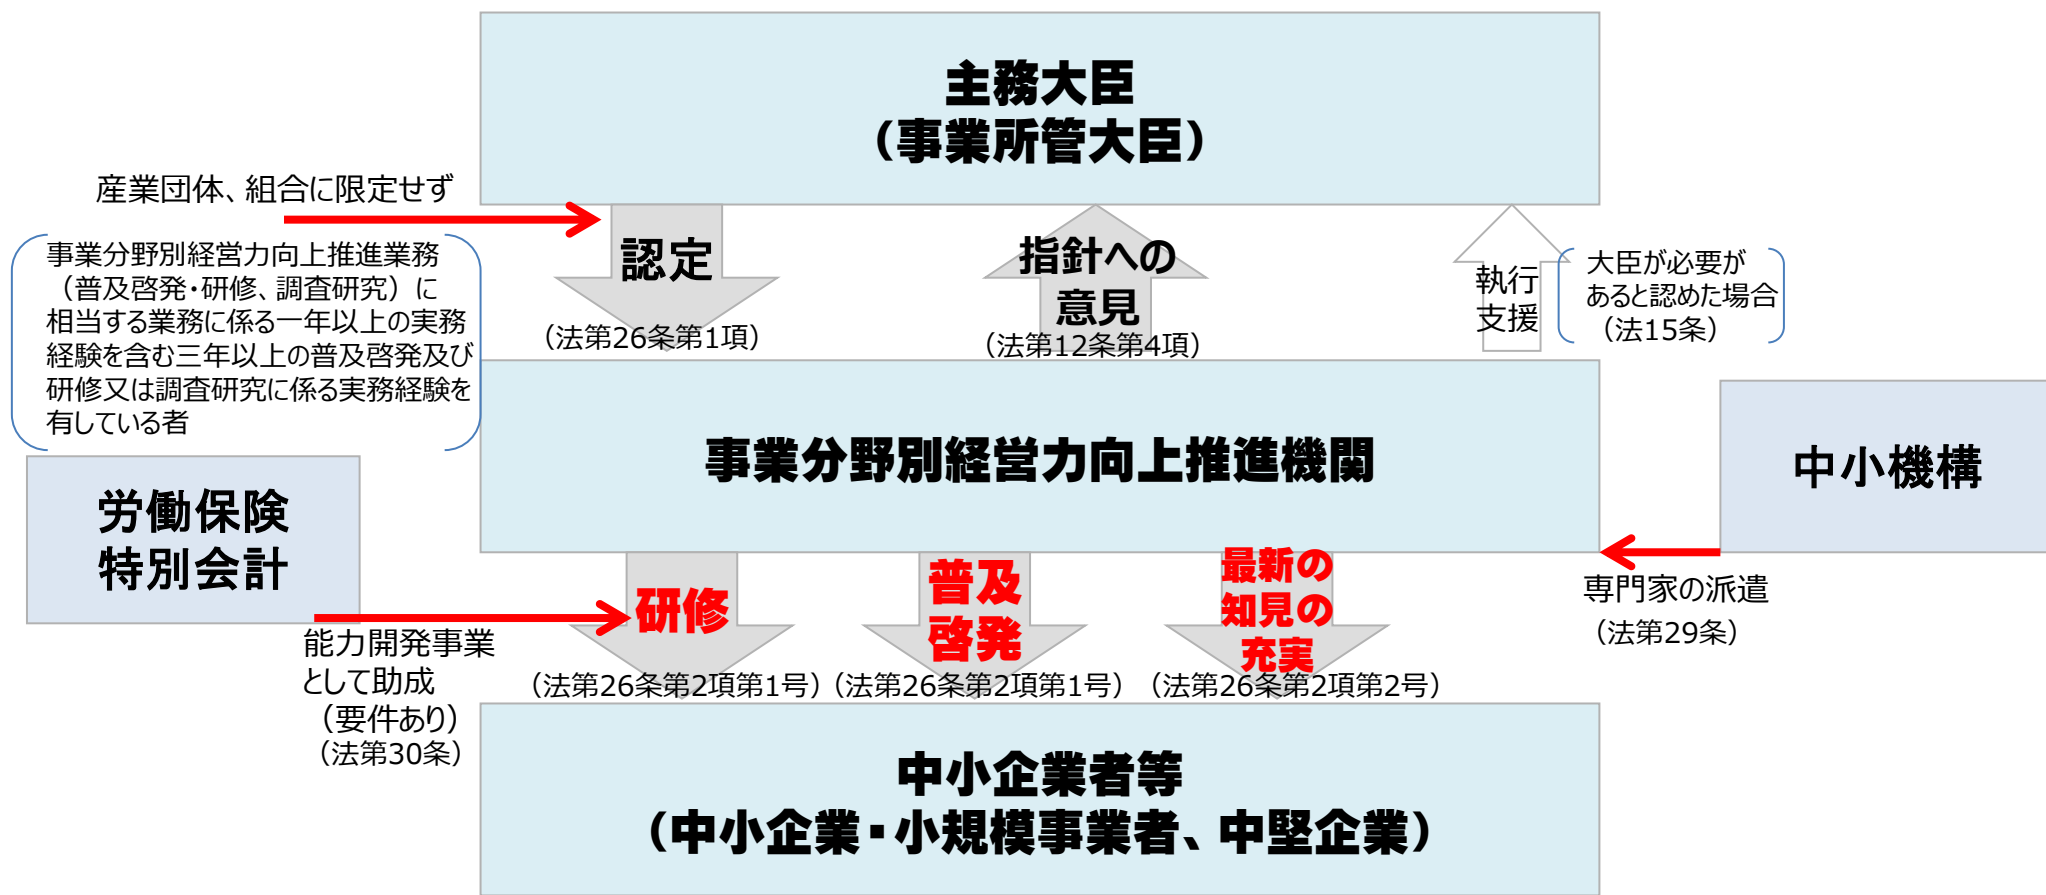 主務大臣
（事業所管大臣）
産業団体、組合に限定せず
事業分野別経営力向上推進業務
（普及啓発・研修、調査研究）に
相当する業務に係る一年以上の実務
経験を含む三年以上の普及啓発及び
研修又は調査研究に係る実務経験を
有している者
認定
（法第26条第1項）
指針への
意見
（法第12条第4項）
執行
支援
大臣が必要が
あると認めた場合
（法15条）
事業分野別経営力向上推進機関
中小機構
労働保険
特別会計
専門家の派遣
（法第29条）
能力開発事業
として助成
（要件あり）
（法第30条）
研修
（法第26条第2項第1号）
普及
啓発
（法第26条第2項第1号）
最新の
知見の
充実
（法第26条第2項第2号）
中小企業者等
（中小企業・小規模事業者、中堅企業）